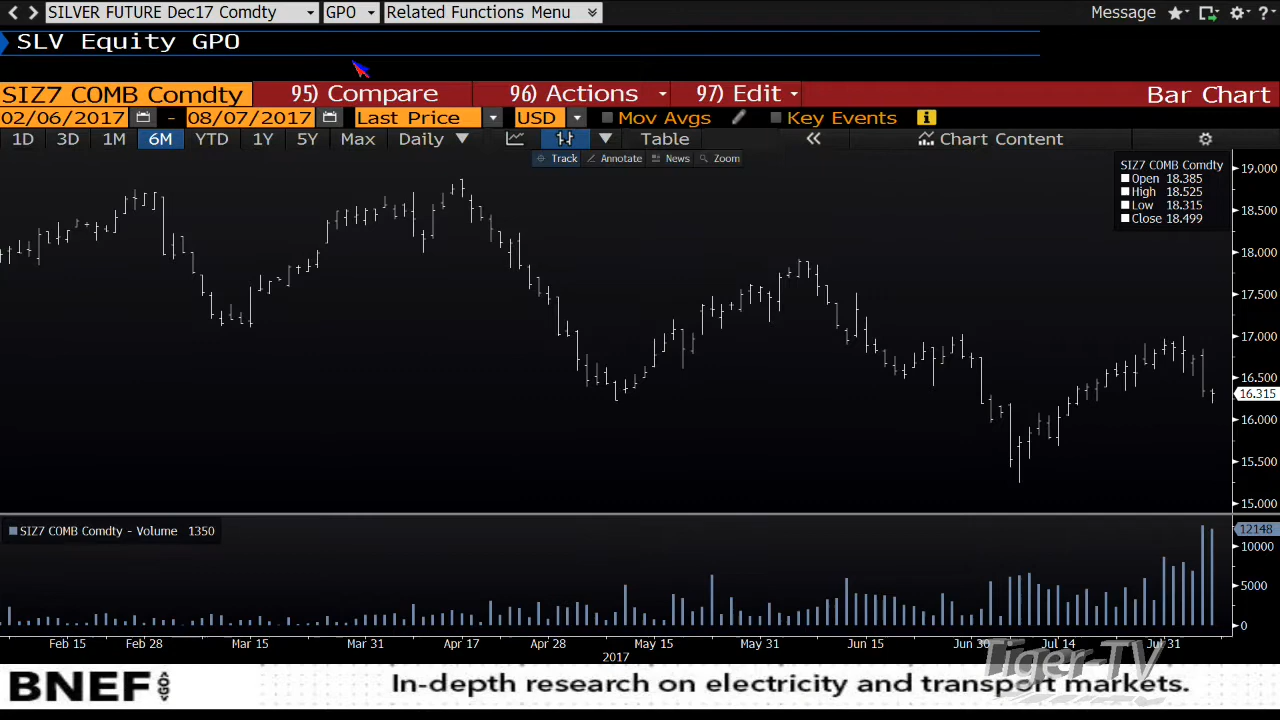 SILVER FUTURE Dec17 Comdty GPO Related Functions Menu Message ?
SLV Equity GPO
SIZ7 COMB Comdty 95) Compare 96) Actions 97) Edit Bar Chart
02/06/2017 - 08/07/2017 Last Price USD Mov Avgs Key Events i
1D 3D 1M 6M YTD 1Y 5Y Max Daily Table « Chart Content
Track Annotate News Zoom
SIZ7 COMB Comdty
Open 18.385
High 18.525
Low 18.315
Close 18.499
19.000
18.500
18.000
17.500
17.000
16.500
16.315
16.000
15.500
15.000
SIZ7 COMB Comdty - Volume 1350
12148
10000
5000
0
Feb 15 Feb 28 Mar 15 Mar 31 Apr 17 Apr 28 May 15 May 31 Jun 15 Jun 30 Jul 14 Jul 31
2017
Tiger-TV
BNEF <GO> In-depth research on electricity and transport markets.